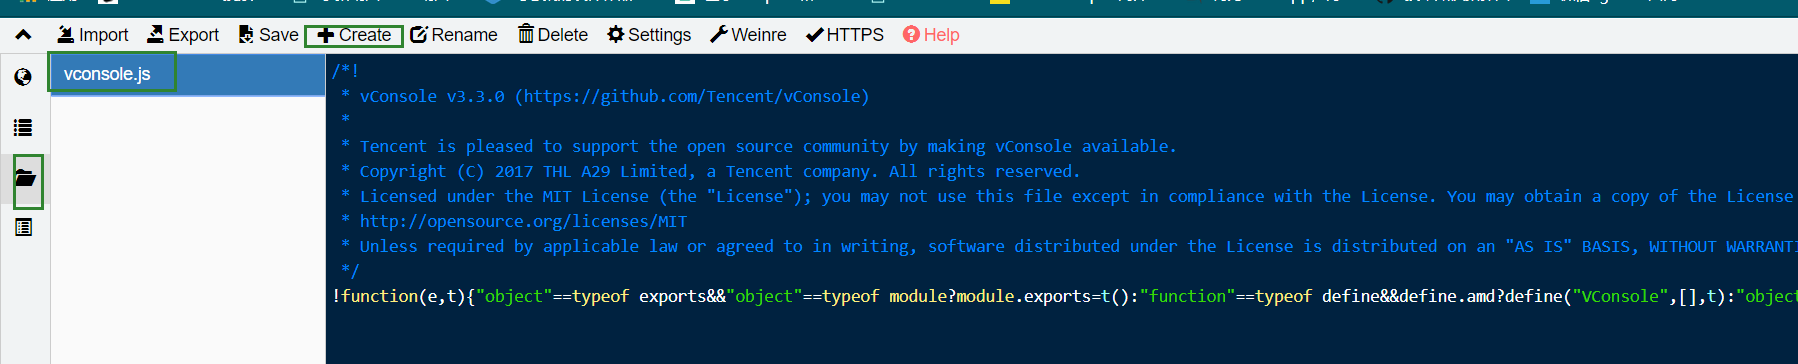 Import Export Save Create Rename Delete Settings Weinre HTTPS Help
vconsole.js
/*!
* vConsole v3.3.0 (https://github.com/Tencent/vConsole)
*
* Tencent is pleased to support the open source community by making vConsole available.
* Copyright (C) 2017 THL A29 Limited, a Tencent company. All rights reserved.
* Licensed under the MIT License (the "License"); you may not use this file except in compliance with the License. You may obtain a copy of the License
* http://opensource.org/licenses/MIT
* Unless required by applicable law or agreed to in writing, software distributed under the License is distributed on an "AS IS" BASIS, WITHOUT WARRANTI
*/
!function(e,t){"object"==typeof exports&&"object"==typeof module?module.exports=t():"function"==typeof define&&define.amd?define("VConsole",[],t):"objec